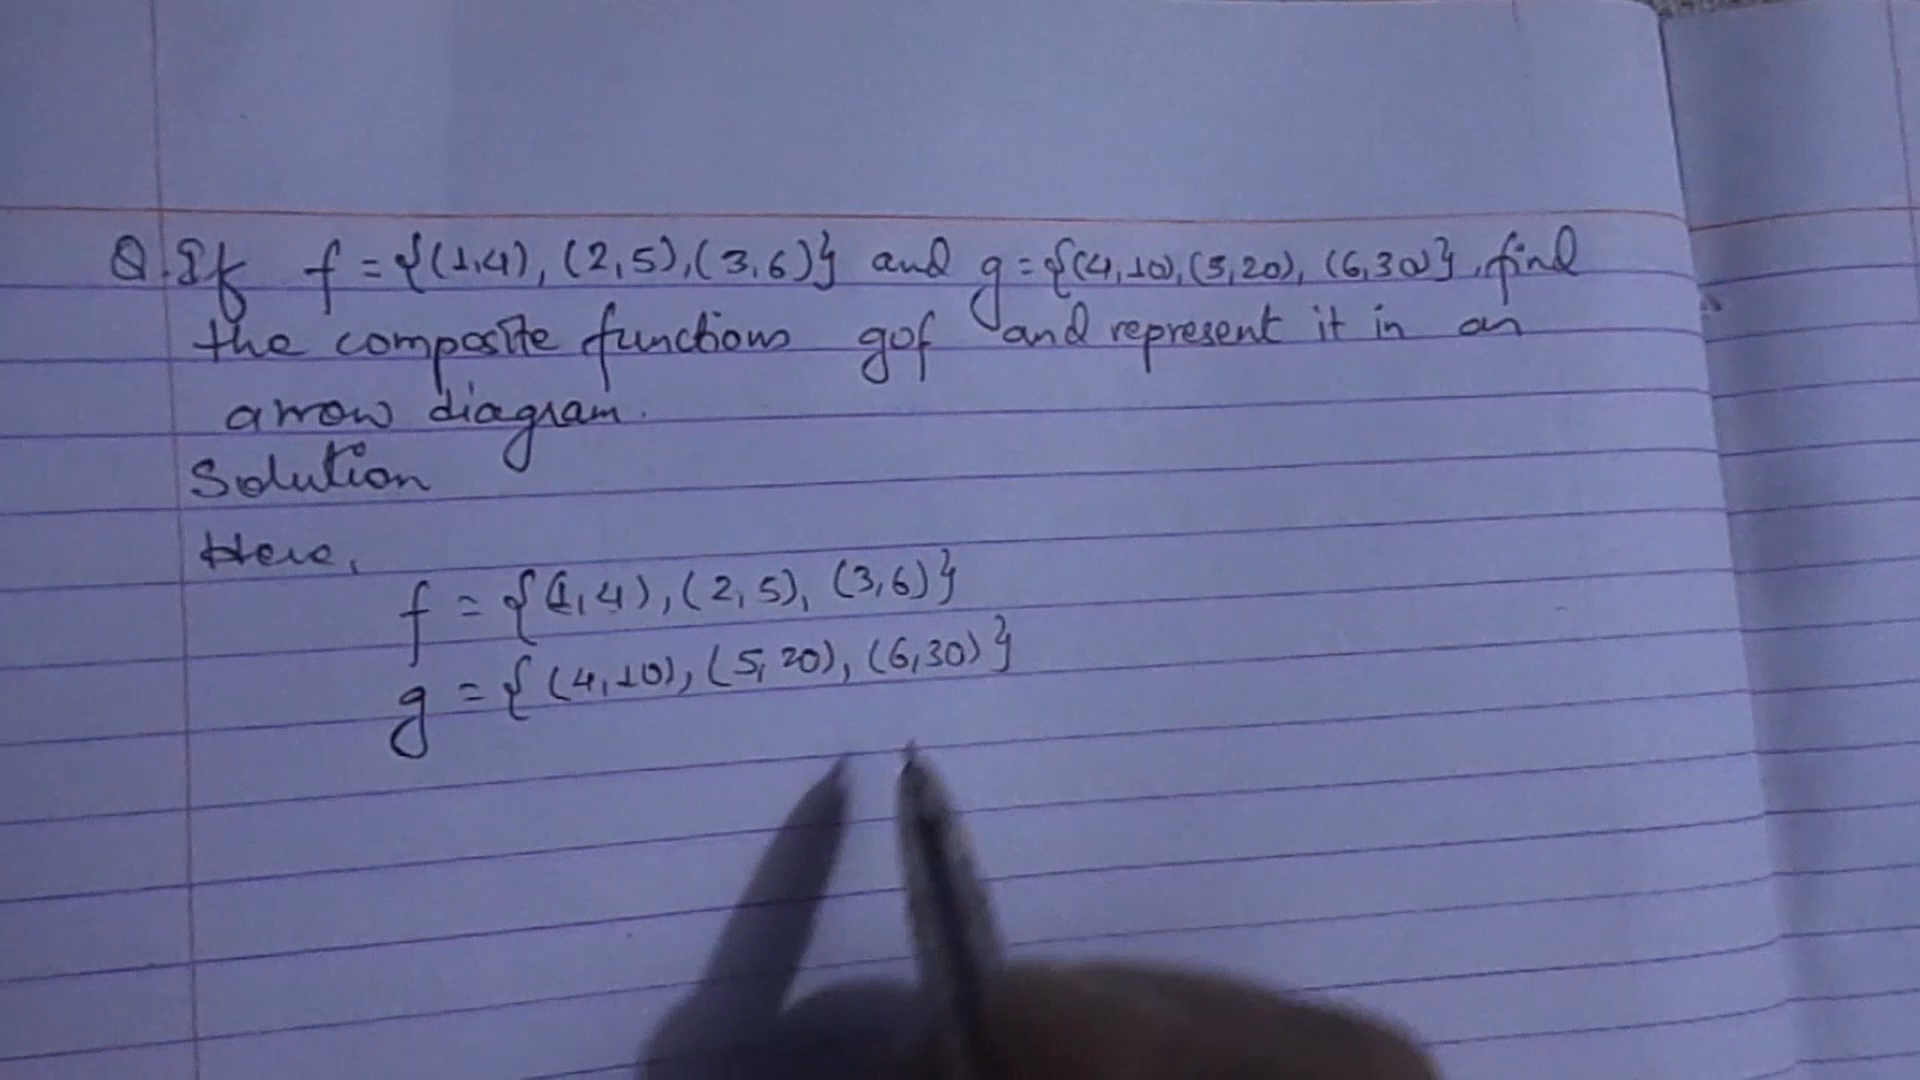 Q. If f = {(1,4), (2,5), (3,6)} and g = {(4,10), (5,20), (6,30)}, find
the composite functions gof and represent it in an
arrow diagram.
Solution
Here,
f = {(1,4), (2,5), (3,6)}
g = {(4,10), (5,20), (6,30)}